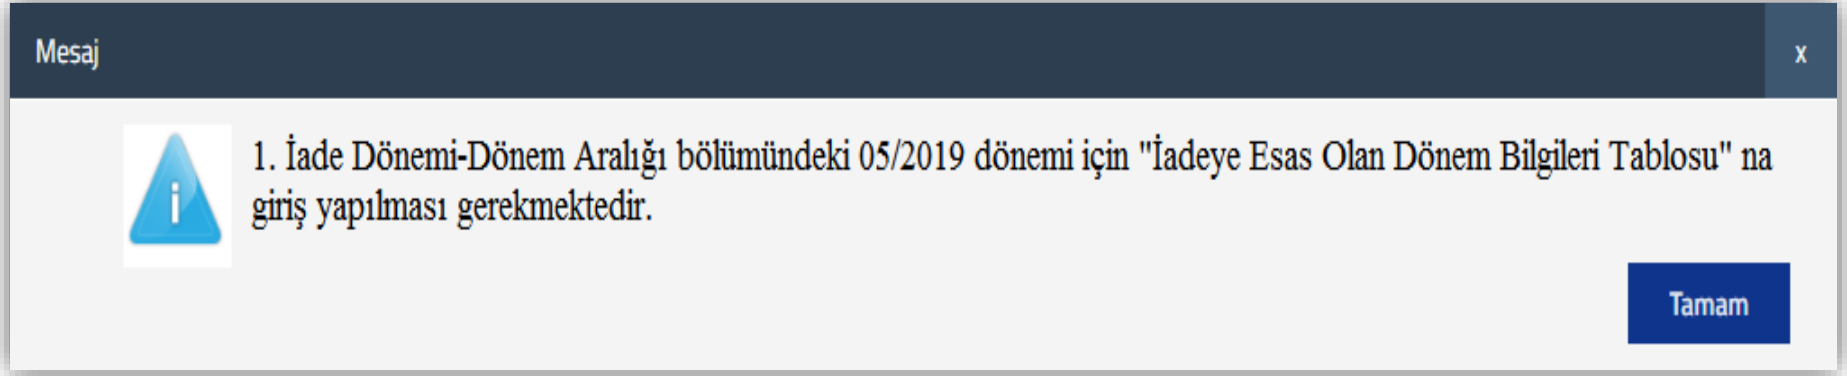 Mesaj
x
1. İade Dönemi-Dönem Aralığı bölümündeki 05/2019 dönemi için "İadeye Esas Olan Dönem Bilgileri Tablosu" na
giriş yapılması gerekmektedir.
i
Tamam